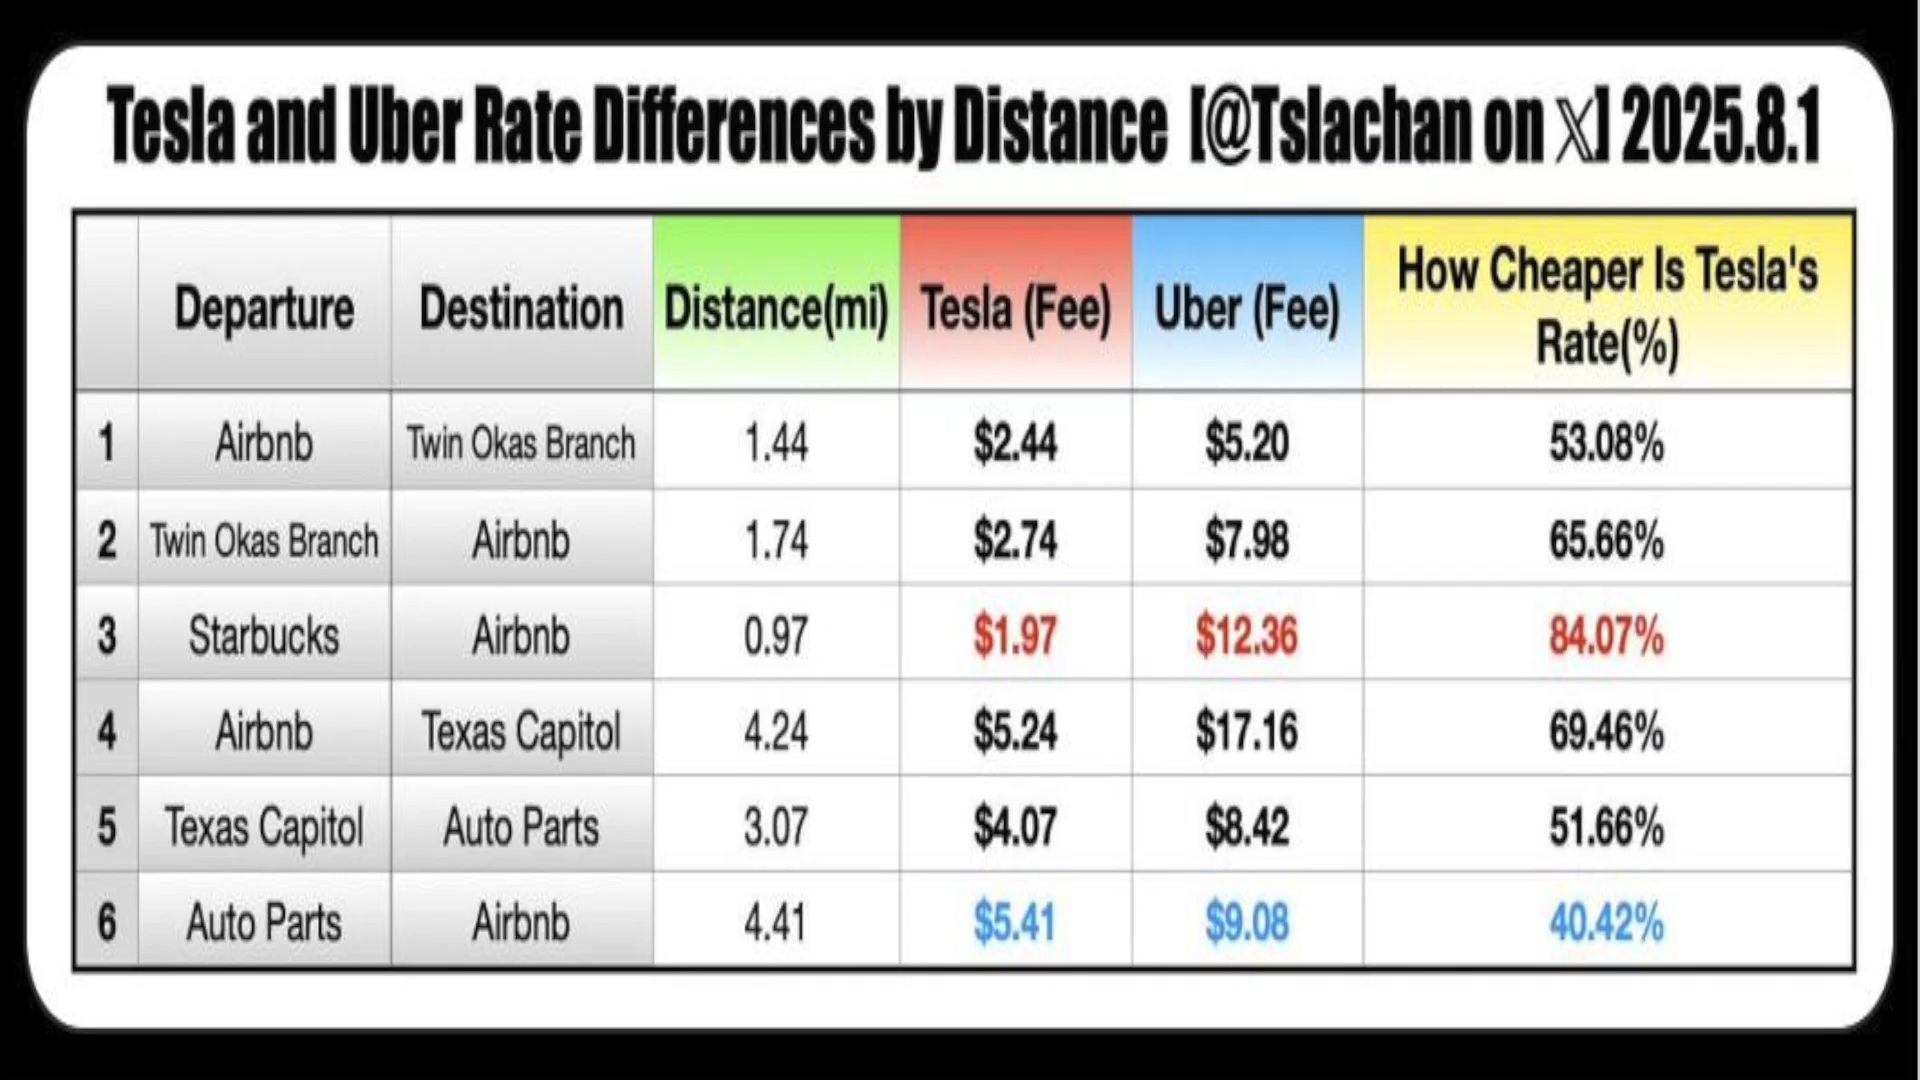 Tesla and Uber Rate Differences by Distance [@Tslachan on 𝕏] 2025.8.1
Departure Destination Distance(mi) Tesla (Fee) Uber (Fee) How Cheaper Is Tesla's
Rate(%)
1 Airbnb Twin Okas Branch 1.44 $2.44 $5.20 53.08%
2 Twin Okas Branch Airbnb 1.74 $2.74 $7.98 65.66%
3 Starbucks Airbnb 0.97 $1.97 $12.36 84.07%
4 Airbnb Texas Capitol 4.24 $5.24 $17.16 69.46%
5 Texas Capitol Auto Parts 3.07 $4.07 $8.42 51.66%
6 Auto Parts Airbnb 4.41 $5.41 $9.08 40.42%